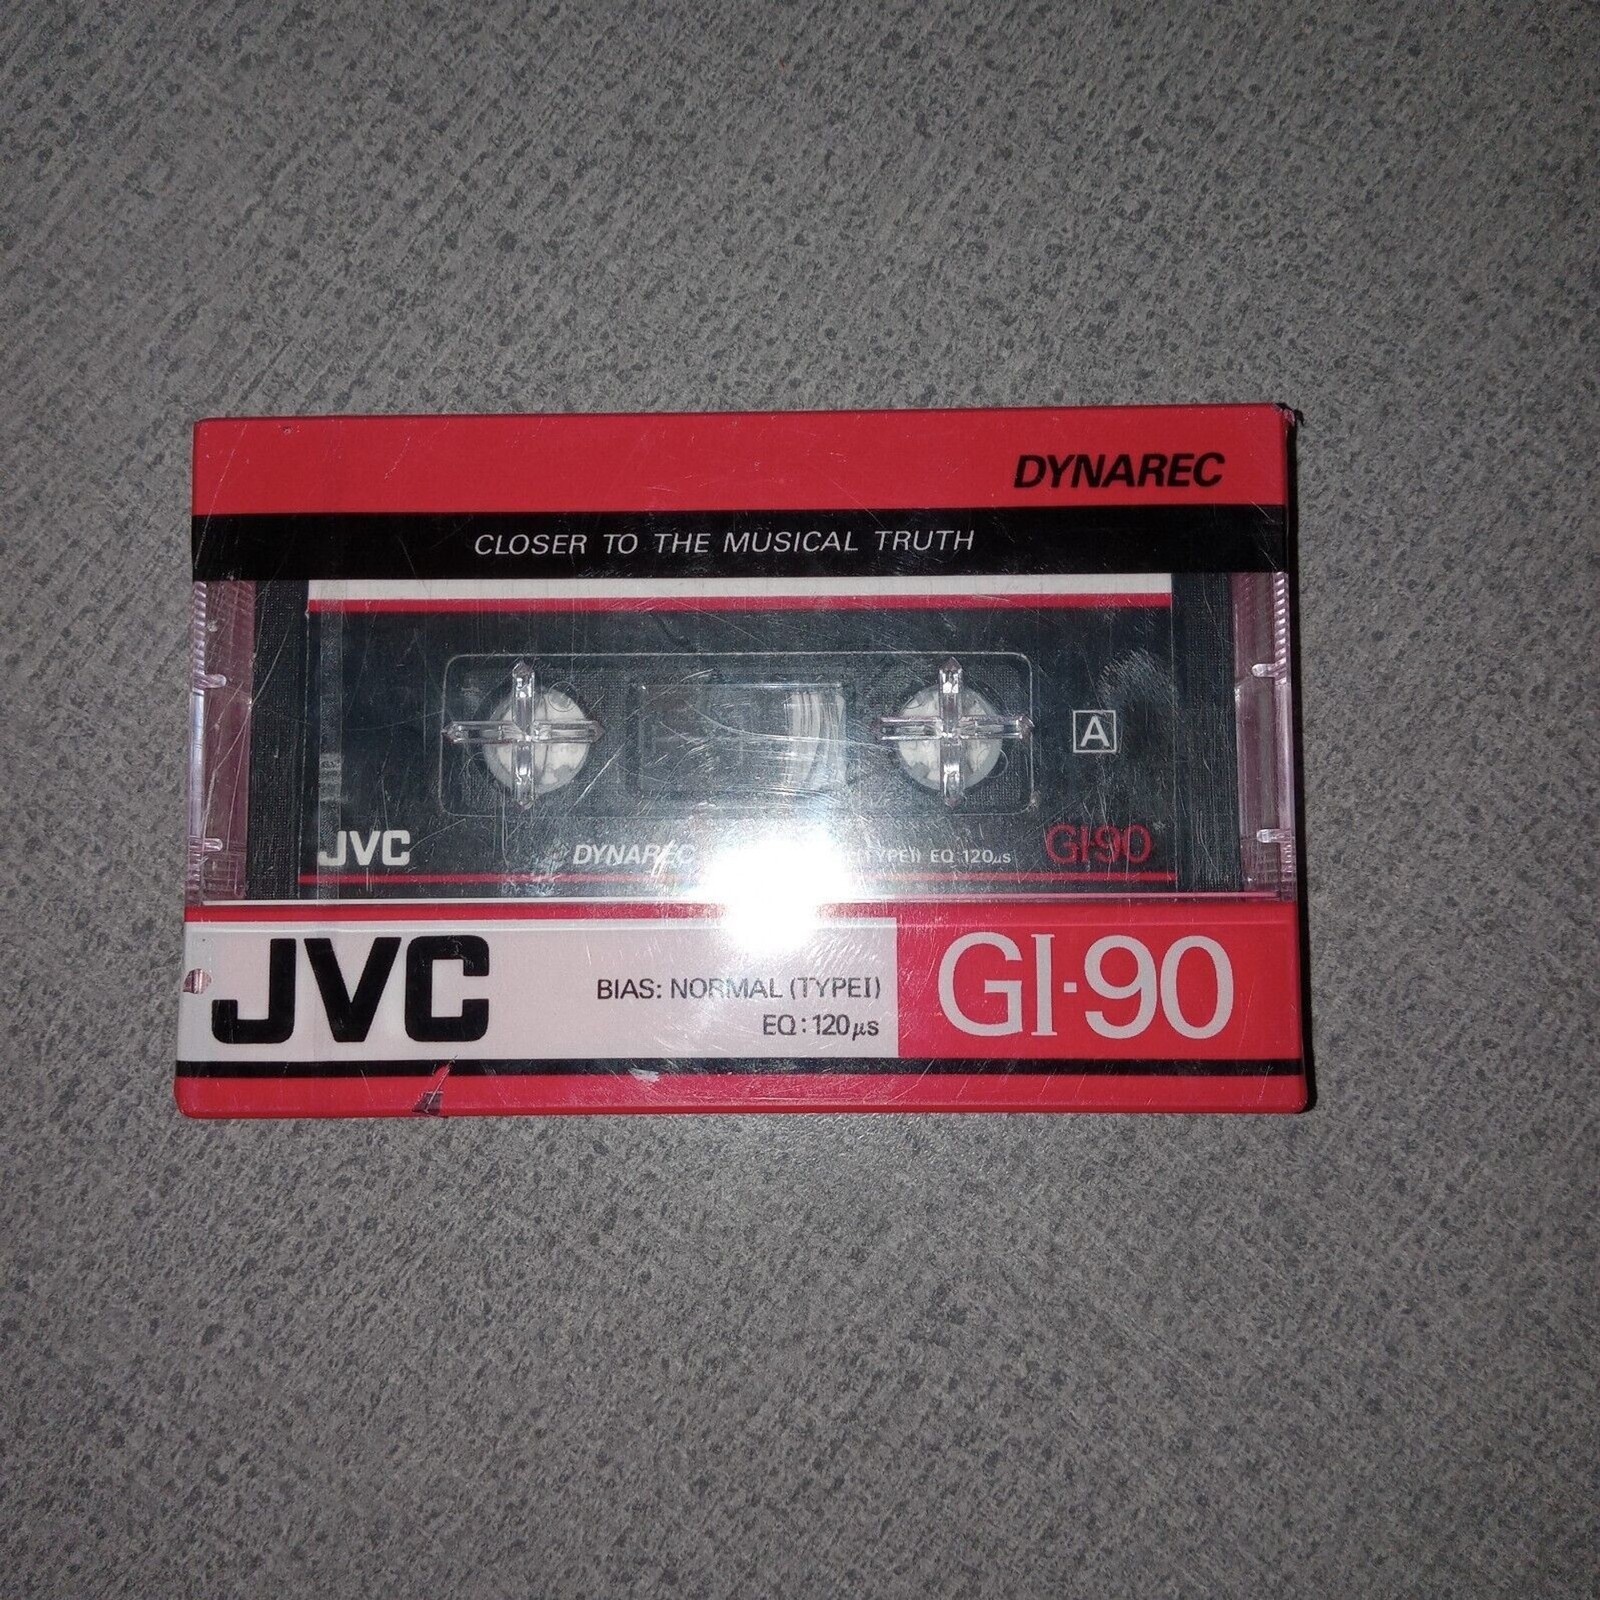 DYNAREC
CLOSER TO THE MUSICAL TRUTH
A
JVC
DYNAREC (TYPEI) EQ 120µs GI-90
JVC
BIAS: NORMAL (TYPEI)
EQ: 120µs
GI-90